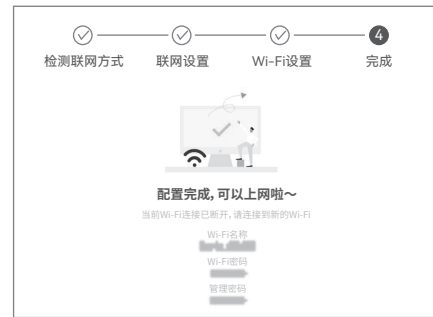 4
检测联网方式 联网设置 Wi-Fi设置 完成
配置完成，可以上网啦～
当前Wi-Fi连接已断开，请连接到新的Wi-Fi
Wi-Fi名称
Wi-Fi密码
管理密码